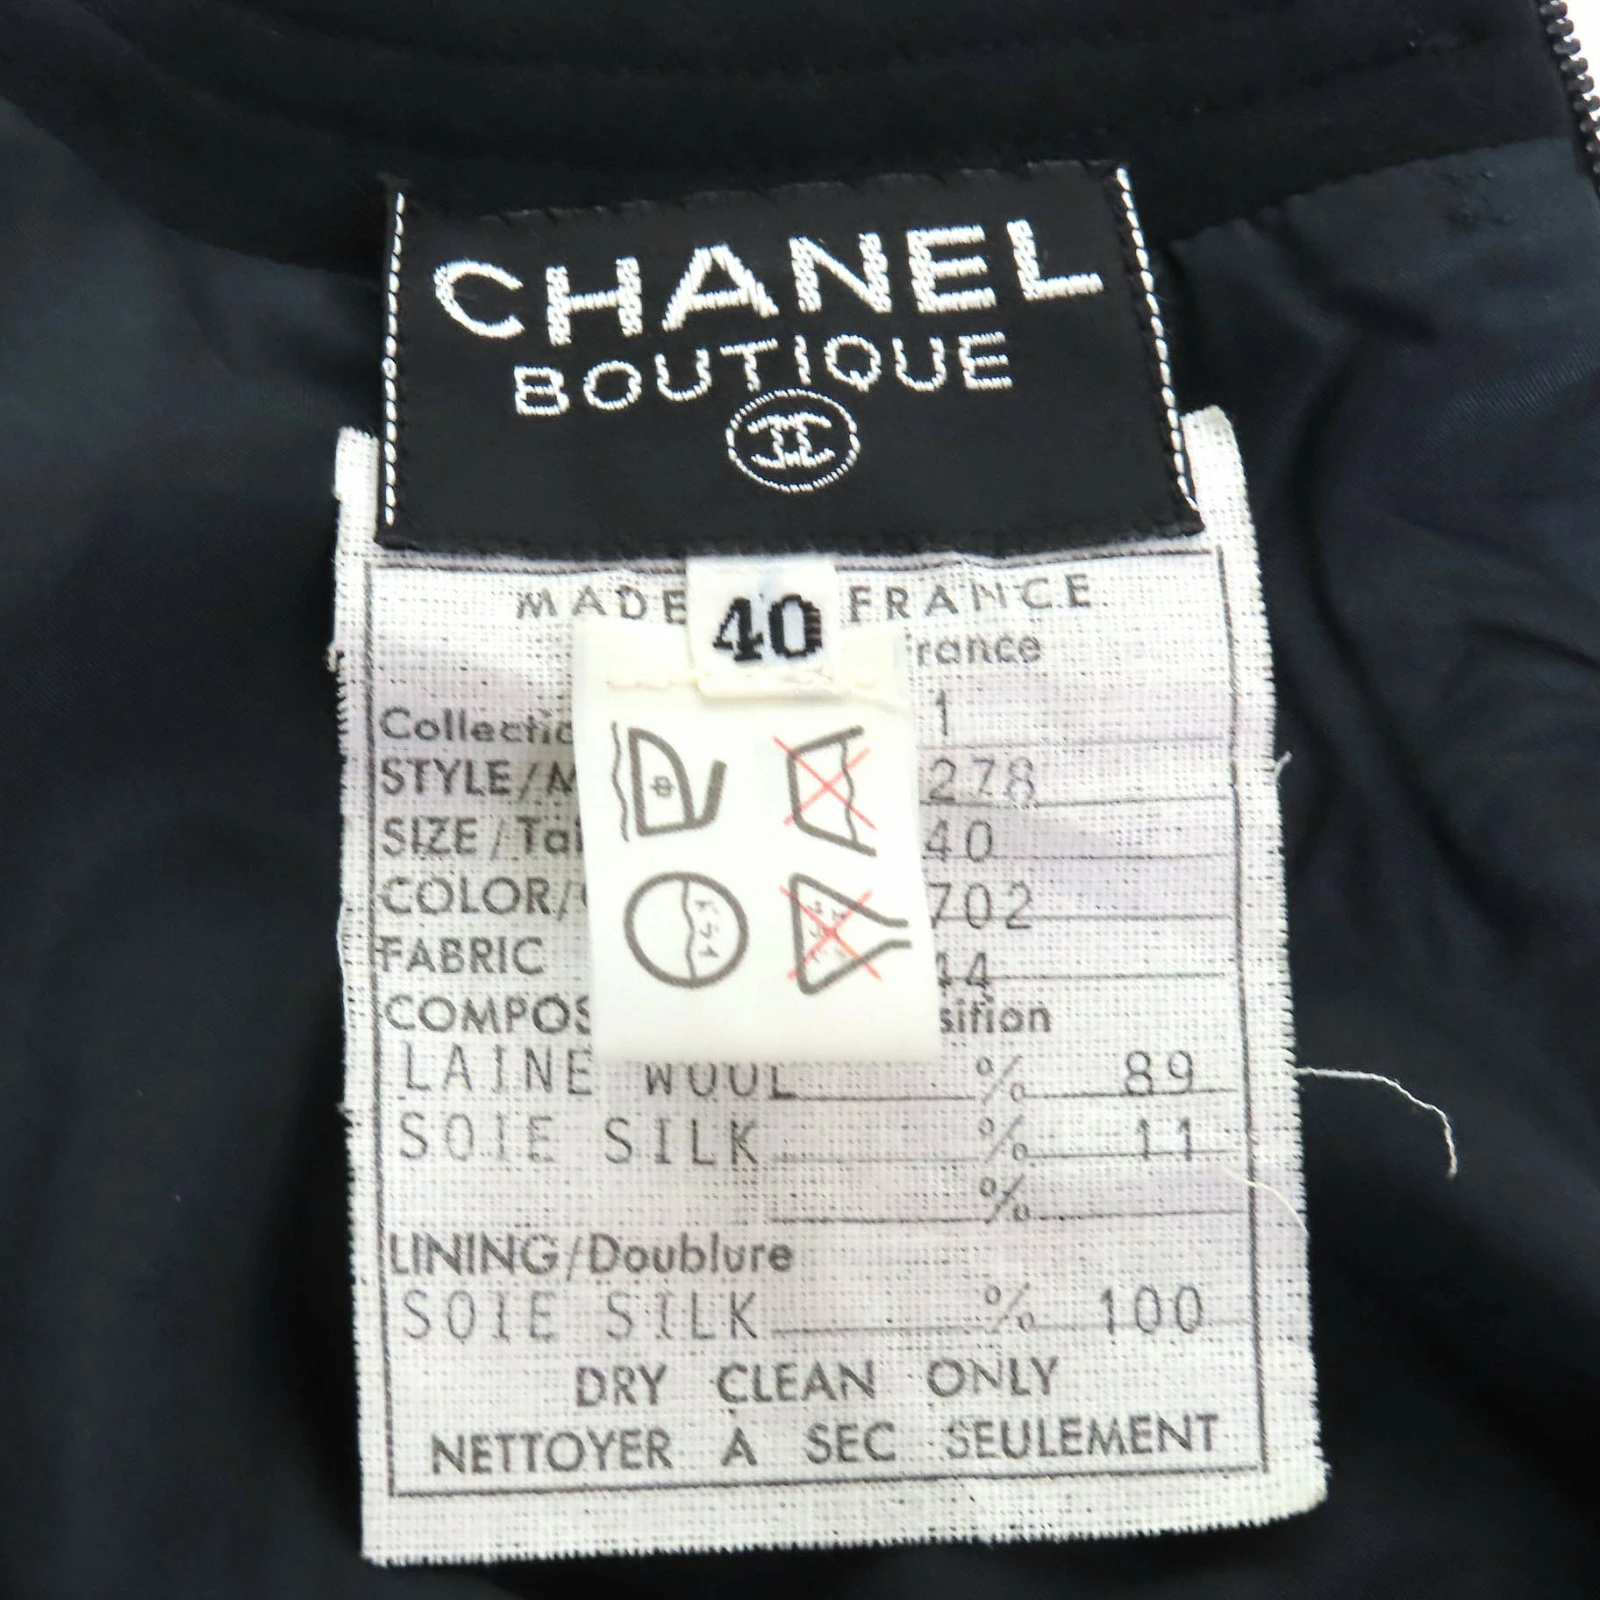 CHANEL
BOUTIQUE
MADE FRANCE
40
rance
Collectio 1
STYLE/M 278
SIZE/Tai 40
COLOR/ 702
FABRIC 44
COMPOS sition
LAINE WOOL % 89
SOIE SILK % 11
%
LINING/Doublure
SOIE SILK % 100
DRY CLEAN ONLY
NETTOYER A SEC SEULEMENT